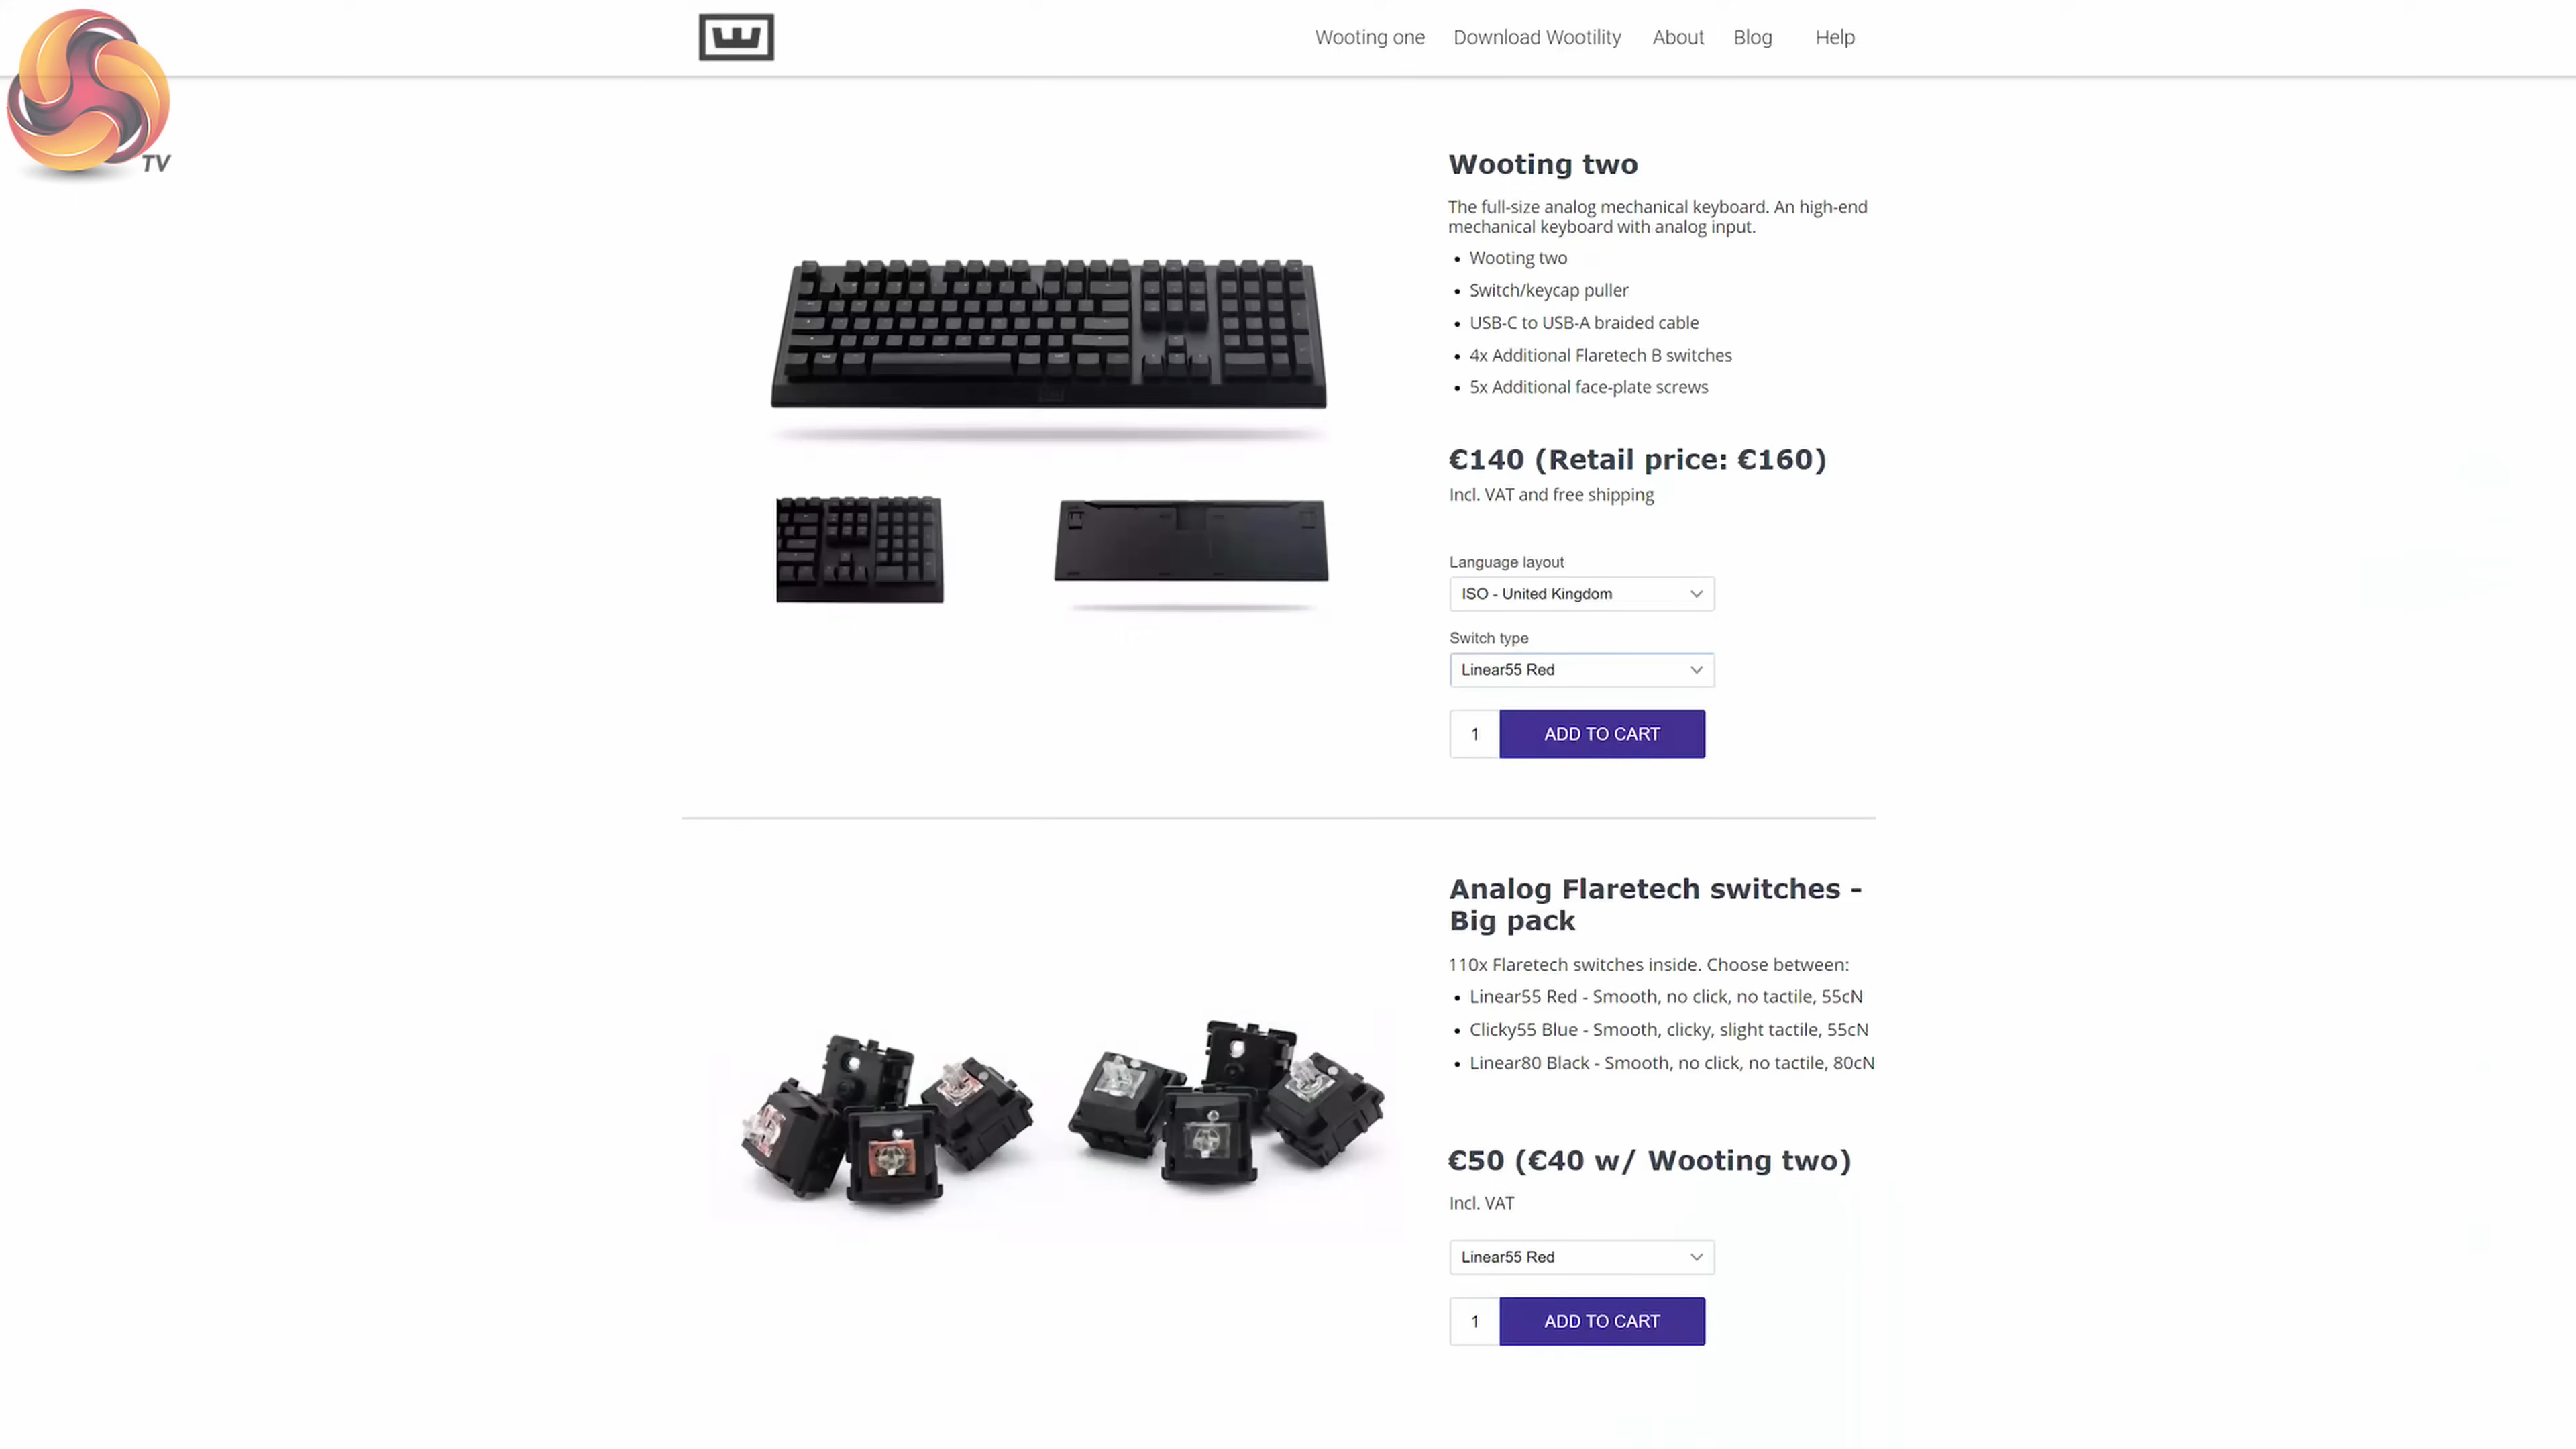 Wooting one
Download Wootility
About
Blog
Help
TV
Wooting two
The full-size analog mechanical keyboard. An high-end
mechanical keyboard with analog input.
Wooting two
Switch/keycap puller
USB-C to USB-A braided cable
4x Additional Flaretech B switches
5x Additional face-plate screws
€140 (Retail price: €160)
Incl. VAT and free shipping
Language layout
ISO - United Kingdom
Switch type
Linear55 Red
1
ADD TO CART
Analog Flaretech switches -
Big pack
110x Flaretech switches inside. Choose between:
Linear55 Red - Smooth, no click, no tactile, 55cN
Clicky55 Blue - Smooth, clicky, slight tactile, 55cN
Linear80 Black - Smooth, no click, no tactile, 80cN
€50 (€40 w/ Wooting two)
Incl. VAT
Linear55 Red
1
ADD TO CART